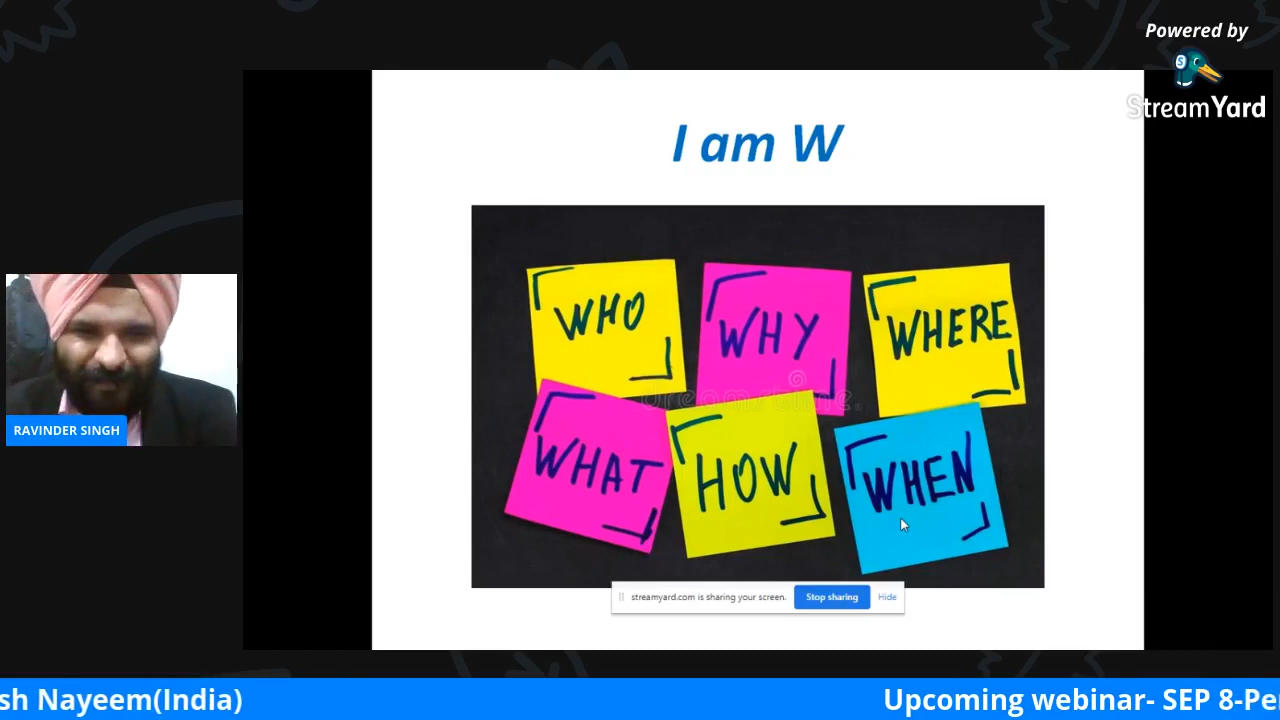 Powered by
StreamYard
I am W
WHO
WHY
WHERE
WHAT
HOW
WHEN
dreamstime.
streamyard.com is sharing your screen.
Stop sharing
Hide
RAVINDER SINGH
sh Nayeem(India)
Upcoming webinar- SEP 8-Per